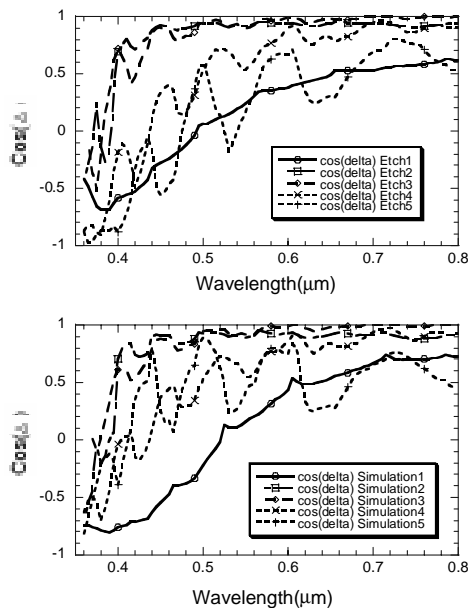 1
0.5
0
-0.5
-1
Cos(Δ)
cos(delta) Etch1
cos(delta) Etch2
cos(delta) Etch3
cos(delta) Etch4
cos(delta) Etch5
0.4 0.5 0.6 0.7 0.8
Wavelength(μm)
1
0.5
0
-0.5
-1
Cos(Δ)
cos(delta) Simulation1
cos(delta) Simulation2
cos(delta) Simulation3
cos(delta) Simulation4
cos(delta) Simulation5
0.4 0.5 0.6 0.7 0.8
Wavelength(μm)